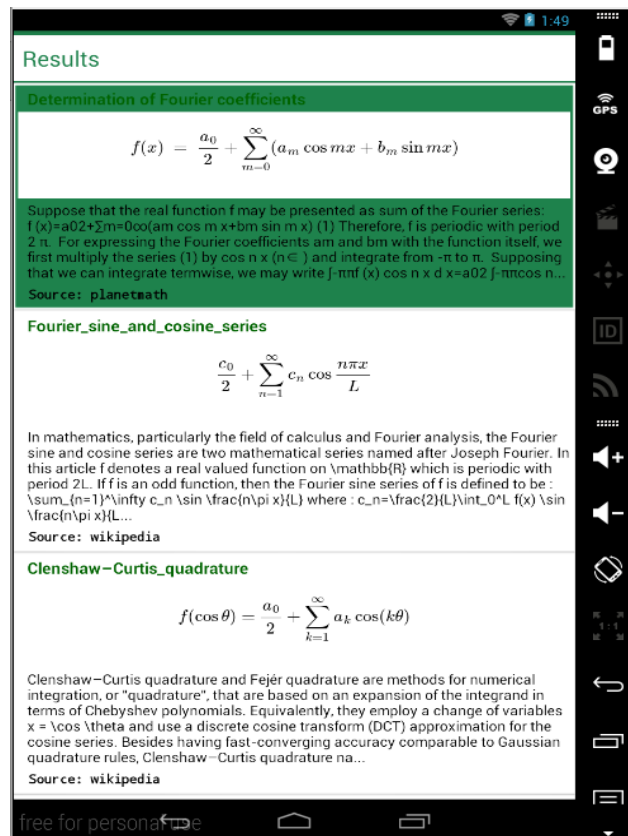 1:49
Results
GPS
Determination of Fourier coefficients
f(x) = a_0/2 + ∑_{m=0}^{∞} (a_m cos mx + b_m sin mx)
Suppose that the real function f may be presented as sum of the Fourier series:
f (x)=a02+∑m=0oo(am cos m x+bm sin m x) (1) Therefore, f is periodic with period
2 π. For expressing the Fourier coefficients am and bm with the function itself, we
first multiply the series (1) by cos n x (n∈ ) and integrate from -π to π. Supposing
that we can integrate termwise, we may write ∫-ππf (x) cos n x d x=a02 ∫-ππcos n...
Source: planetmath
ID
Fourier_sine_and_cosine_series
c_0/2 + ∑_{n=1}^{∞} c_n cos nπx/L
In mathematics, particularly the field of calculus and Fourier analysis, the Fourier
sine and cosine series are two mathematical series named after Joseph Fourier. In
this article f denotes a real valued function on \mathbb{R} which is periodic with
period 2L. If f is an odd function, then the Fourier sine series of f is defined to be :
\sum_{n=1}^\infty c_n \sin \frac{n\pi x}{L} where : c_n=\frac{2}{L}\int_0^L f(x) \sin
\frac{n\pi x}{L...
Source: wikipedia
Clenshaw–Curtis_quadrature
f(cos θ) = a_0/2 + ∑_{k=1}^{∞} a_k cos(kθ)
1:1
Clenshaw–Curtis quadrature and Fejér quadrature are methods for numerical
integration, or "quadrature", that are based on an expansion of the integrand in
terms of Chebyshev polynomials. Equivalently, they employ a change of variables
x = \cos \theta and use a discrete cosine transform (DCT) approximation for the
cosine series. Besides having fast-converging accuracy comparable to Gaussian
quadrature rules, Clenshaw–Curtis quadrature na...
Source: wikipedia
free for personal use